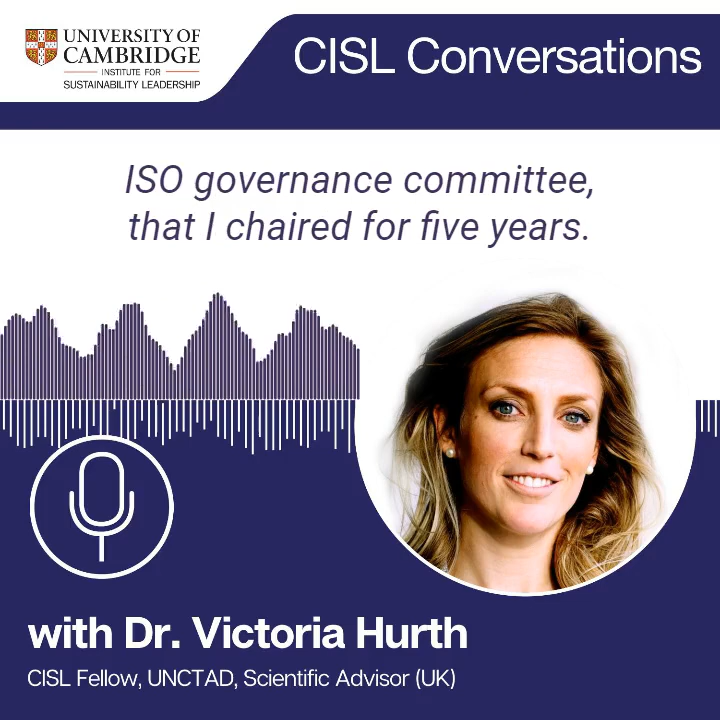 UNIVERSITY OF
CAMBRIDGE
INSTITUTE FOR
SUSTAINABILITY LEADERSHIP
CISL Conversations
ISO governance committee,
that I chaired for five years.
with Dr. Victoria Hurth
CISL Fellow, UNCTAD, Scientific Advisor (UK)